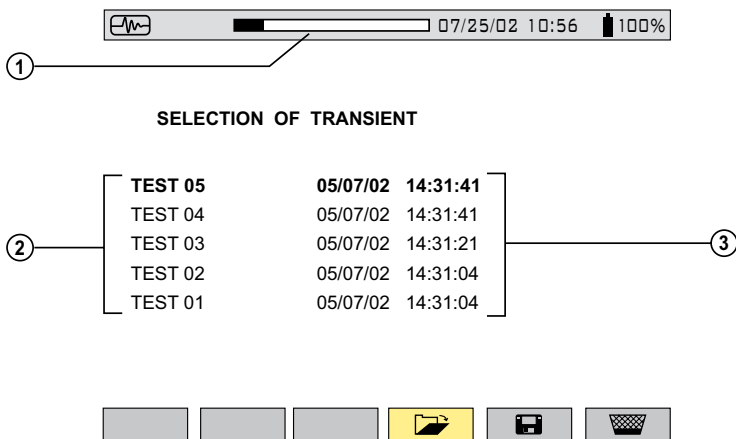 07/25/02 10:56 100%
1
SELECTION OF TRANSIENT
TEST 05 05/07/02 14:31:41
TEST 04 05/07/02 14:31:41
2 TEST 03 05/07/02 14:31:21 3
TEST 02 05/07/02 14:31:04
TEST 01 05/07/02 14:31:04